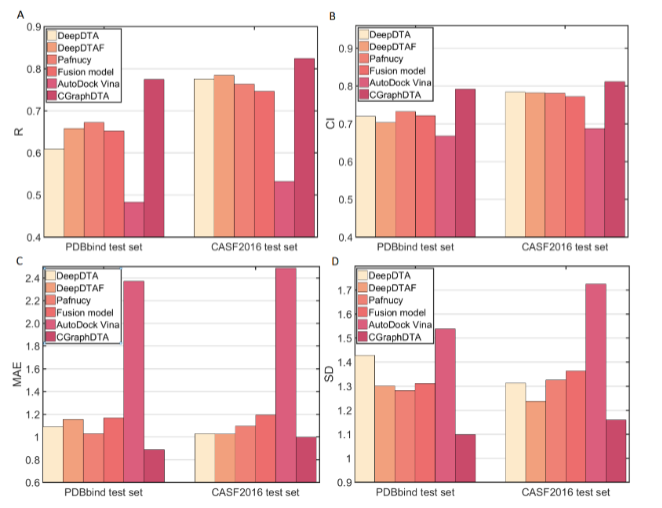 A
0.9
0.8
0.7
0.6
0.5
0.4
R
DeepDTA
DeepDTAF
Pafnucy
Fusion model
AutoDock Vina
CGraphDTA
PDBbind test set
CASF2016 test set
B
0.9
0.8
0.7
0.6
0.5
0.4
CI
DeepDTA
DeepDTAF
Pafnucy
Fusion model
AutoDock Vina
CGraphDTA
PDBbind test set
CASF2016 test set
C
2.4
2.2
2.0
1.8
1.6
1.4
1.2
1
0.8
0.6
MAE
DeepDTA
DeepDTAF
Pafnucy
Fusion model
AutoDock Vina
CGraphDTA
PDBbind test set
CASF2016 test set
D
1.7
1.6
1.5
1.4
1.3
1.2
1.1
1
0.9
SD
DeepDTA
DeepDTAF
Pafnucy
Fusion model
AutoDock Vina
CGraphDTA
PDBbind test set
CASF2016 test set